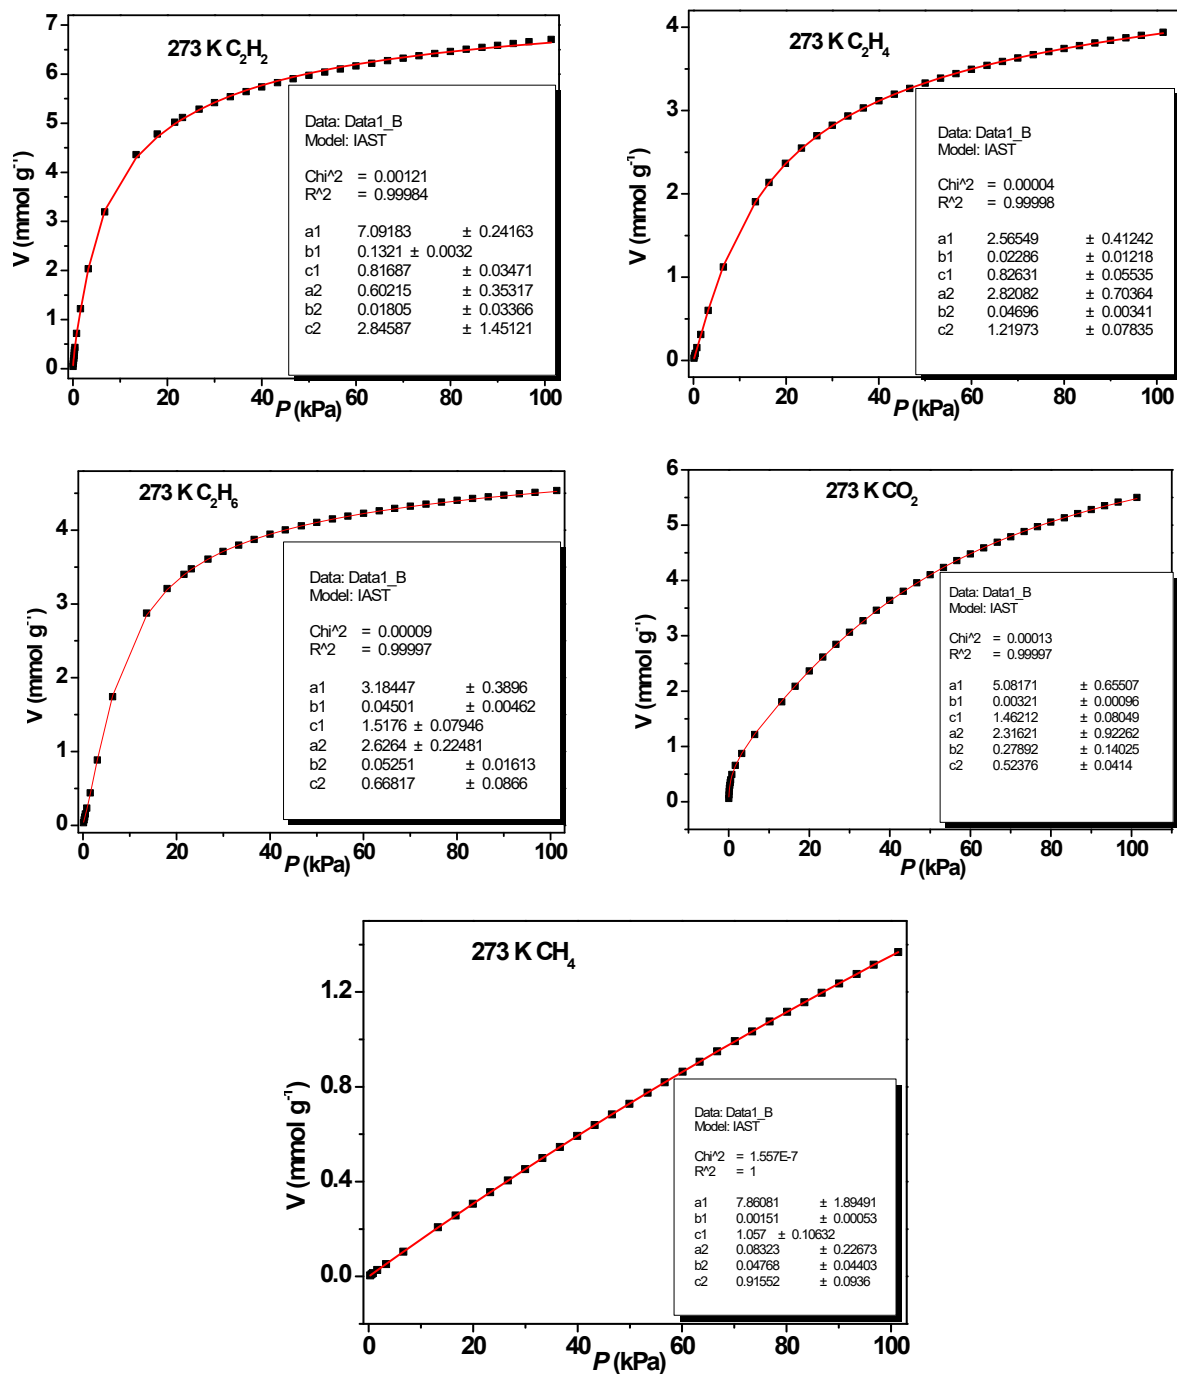 273 K C₂H₂
7
6
5
4
3
2
1
0
V (mmol g⁻¹)
0 20 40 60 80 100
P (kPa)
Data: Data1_B
Model: IAST
Chi^2 = 0.00121
R^2 = 0.99984
a1 7.09183 ± 0.24163
b1 0.1321 ± 0.0032
c1 0.81687 ± 0.03471
a2 0.60215 ± 0.35317
b2 0.01805 ± 0.03366
c2 2.84587 ± 1.45121
273 K C₂H₄
4
3
2
1
0
V (mmol g⁻¹)
0 20 40 60 80 100
P (kPa)
Data: Data1_B
Model: IAST
Chi^2 = 0.00004
R^2 = 0.99998
a1 2.56549 ± 0.41242
b1 0.02286 ± 0.01218
c1 0.82631 ± 0.05535
a2 2.82082 ± 0.70364
b2 0.04696 ± 0.00341
c2 1.21973 ± 0.07835
273 K C₂H₆
4
3
2
1
0
V (mmol g⁻¹)
0 20 40 60 80 100
P (kPa)
Data: Data1_B
Model: IAST
Chi^2 = 0.00009
R^2 = 0.99997
a1 3.18447 ± 0.3896
b1 0.04501 ± 0.00462
c1 1.5176 ± 0.07946
a2 2.6264 ± 0.22481
b2 0.05251 ± 0.01613
c2 0.66817 ± 0.0866
273 K CO₂
6
5
4
3
2
1
0
V (mmol g⁻¹)
0 20 40 60 80 100
P (kPa)
Data: Data1_B
Model: IAST
Chi^2 = 0.00013
R^2 = 0.99997
a1 5.08171 ± 0.65507
b1 0.00321 ± 0.00096
c1 1.46212 ± 0.08049
a2 2.31621 ± 0.92262
b2 0.27892 ± 0.14025
c2 0.52376 ± 0.0414
273 K CH₄
1.2
0.8
0.4
0.0
V (mmol g⁻¹)
0 20 40 60 80 100
P (kPa)
Data: Data1_B
Model: IAST
Chi^2 = 1.557E-7
R^2 = 1
a1 7.86081 ± 1.89491
b1 0.00151 ± 0.00053
c1 1.057 ± 0.10632
a2 0.08323 ± 0.22673
b2 0.04768 ± 0.04403
c2 0.91552 ± 0.0936